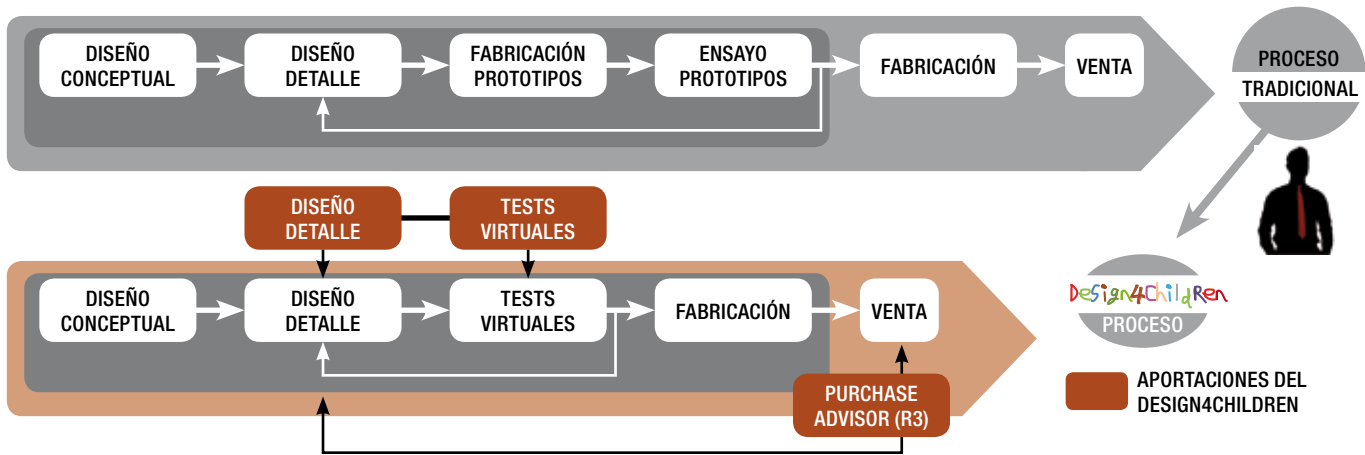 DISEÑO
CONCEPTUAL
DISEÑO
DETALLE
FABRICACIÓN
PROTOTIPOS
ENSAYO
PROTOTIPOS
FABRICACIÓN
VENTA
PROCESO
TRADICIONAL
DISEÑO
DETALLE
TESTS
VIRTUALES
DISEÑO
CONCEPTUAL
DISEÑO
DETALLE
TESTS
VIRTUALES
FABRICACIÓN
VENTA
DeSign4ChildRen
PROCESO
PURCHASE
ADVISOR (R3)
APORTACIONES DEL
DESIGN4CHILDREN